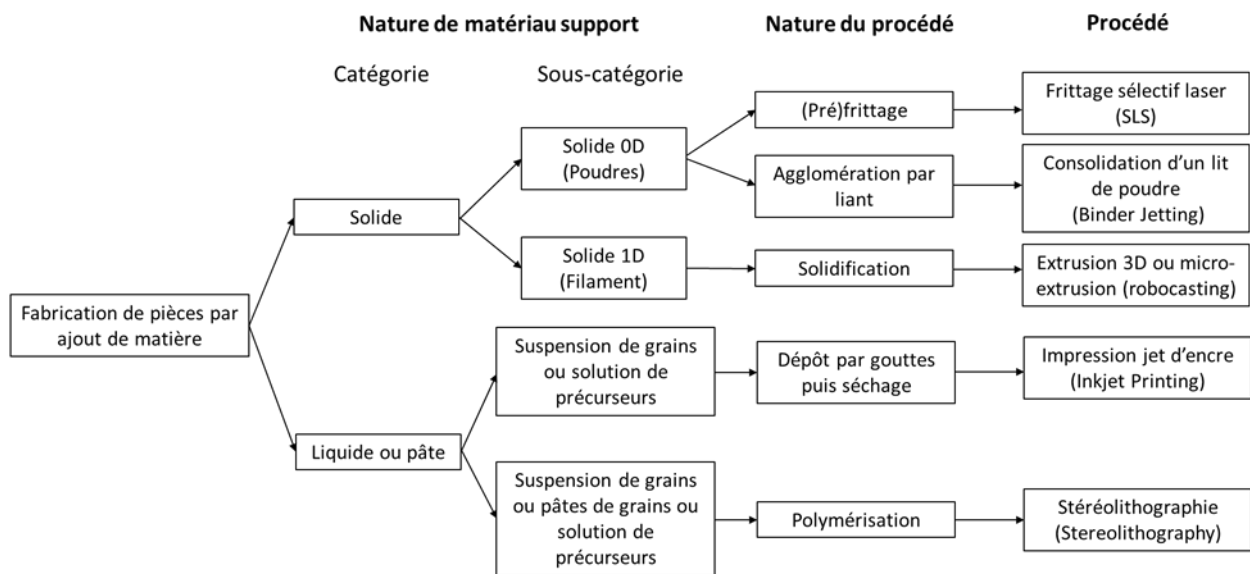 Nature de matériau support
Nature du procédé
Procédé
Catégorie
Sous-catégorie
Fabrication de pièces par
ajout de matière
Solide
Solide 0D
(Poudres)
(Pré)frittage
Frittage sélectif laser
(SLS)
Agglomération par
liant
Consolidation d’un lit
de poudre
(Binder Jetting)
Solide 1D
(Filament)
Solidification
Extrusion 3D ou micro-
extrusion (robocasting)
Liquide ou pâte
Suspension de grains
ou solution de
précurseurs
Dépôt par gouttes
puis séchage
Impression jet d’encre
(Inkjet Printing)
Suspension de grains
ou pâtes de grains ou
solution de
précurseurs
Polymérisation
Stéréolithographie
(Stereolithography)